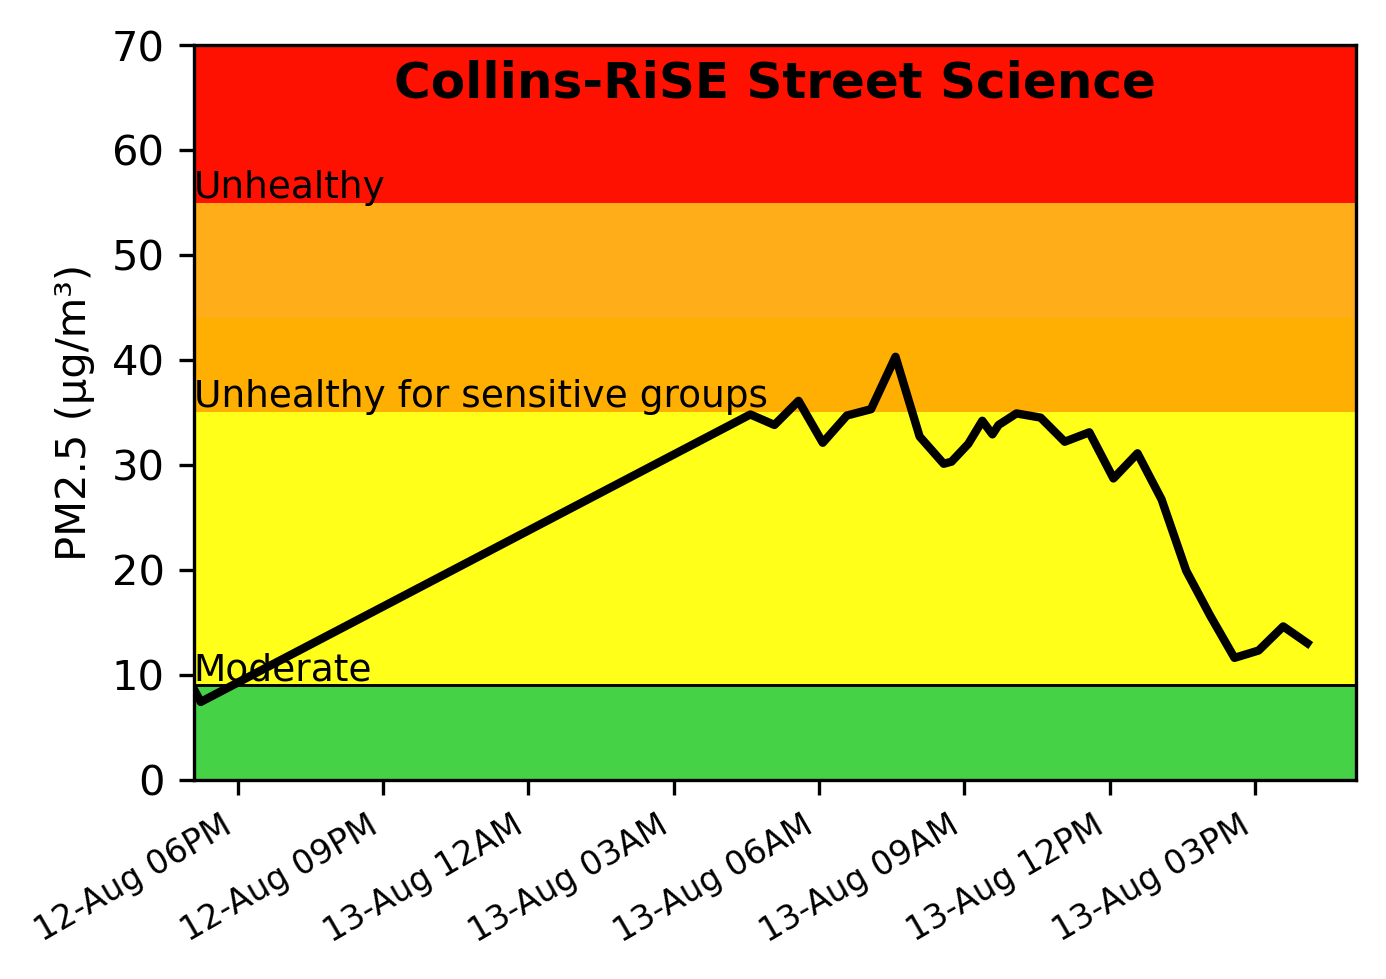 Collins-RiSE Street Science
70
60
Unhealthy
50
40
Unhealthy for sensitive groups
30
20
Moderate
10
0
PM2.5 (µg/m³)
12-Aug 06PM
12-Aug 09PM
13-Aug 12AM
13-Aug 03AM
13-Aug 06AM
13-Aug 09AM
13-Aug 12PM
13-Aug 03PM